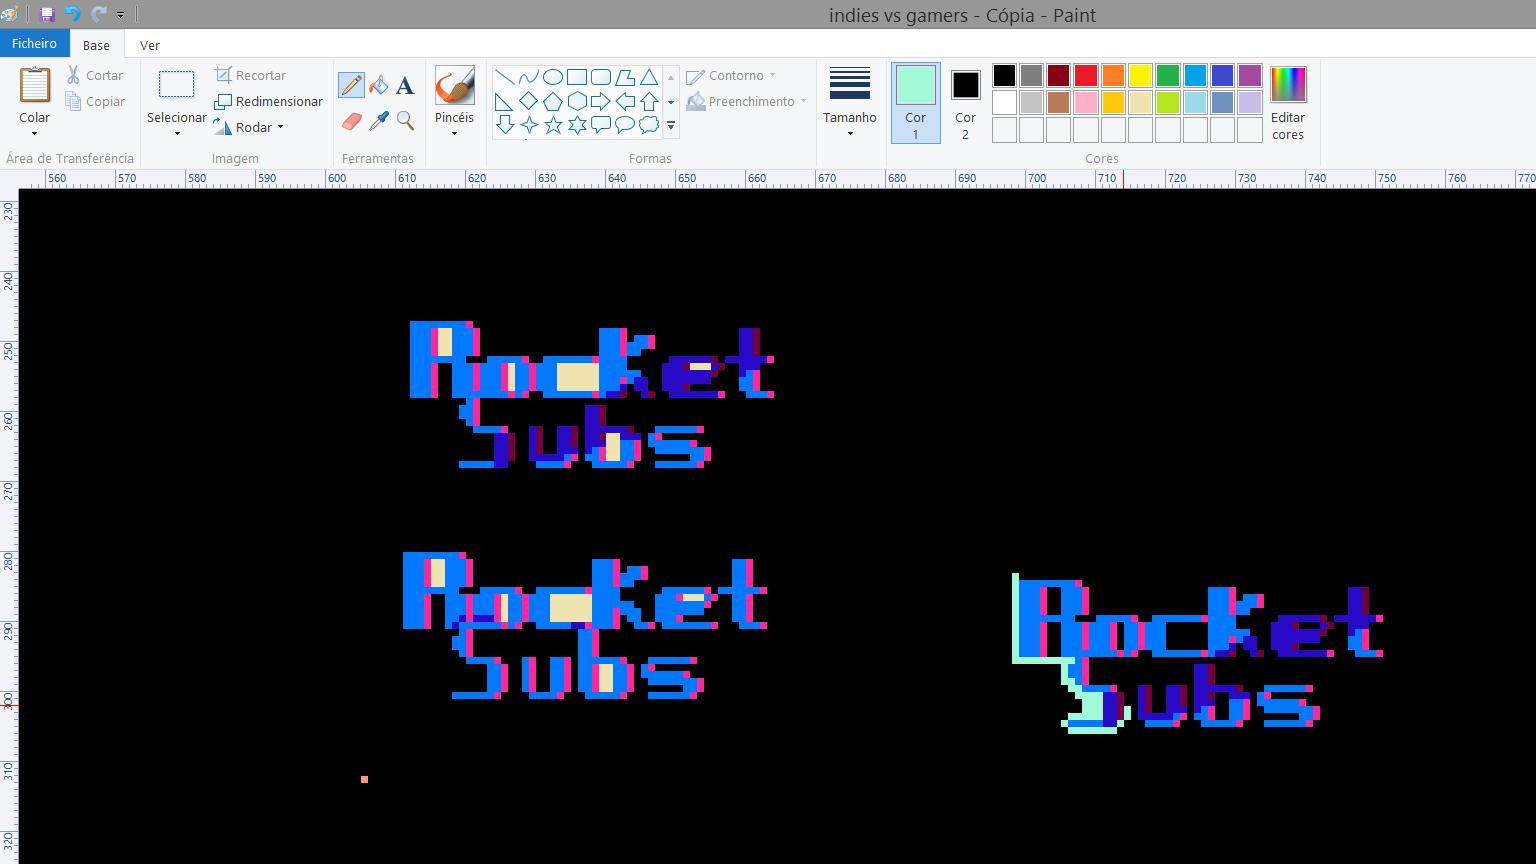 indies vs gamers - Cópia - Paint
Ficheiro Base Ver
Colar
Cortar
Copiar
Área de Transferência
Selecionar
Recortar
Redimensionar
Rodar
Imagem
Ferramentas
A
Pincéis
Contorno
Preenchimento
Formas
Tamanho
Cor 1
Cor 2
Editar cores
Cores
560 570 580 590 600 610 620 630 640 650 660 670 680 690 700 710 720 730 740 750 760 770
230
240
250
260
270
280
290
300
310
320
Rocket
Subs
Rocket
Subs
Rocket
Subs